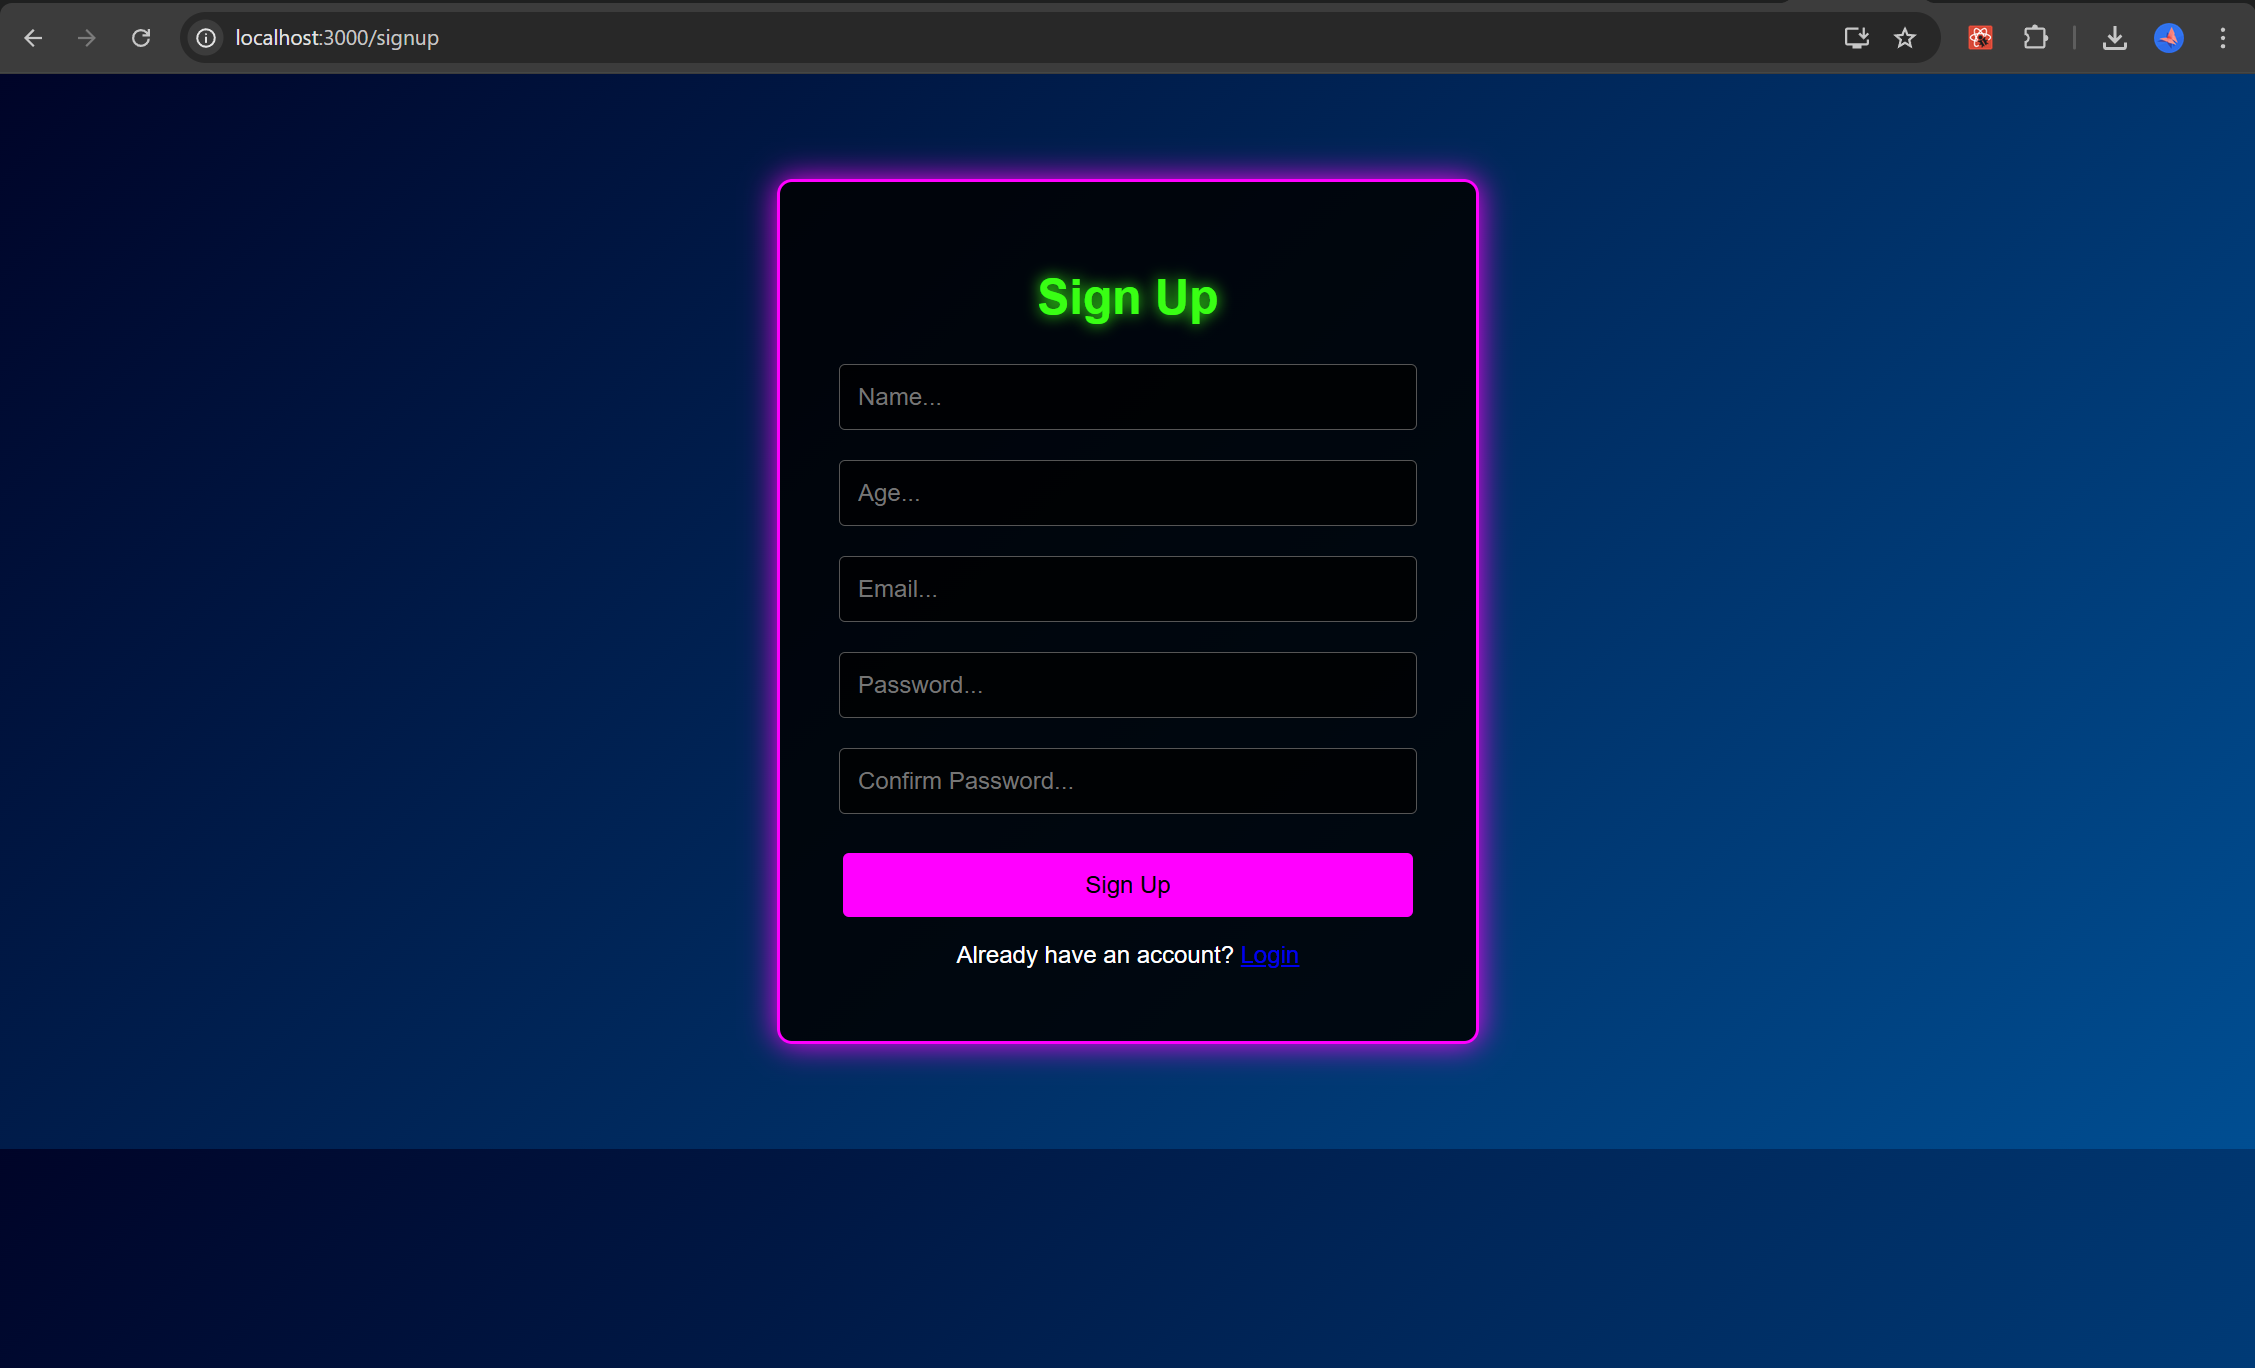 localhost:3000/signup
Sign Up
Name...
Age...
Email...
Password...
Confirm Password...
Sign Up
Already have an account? Login